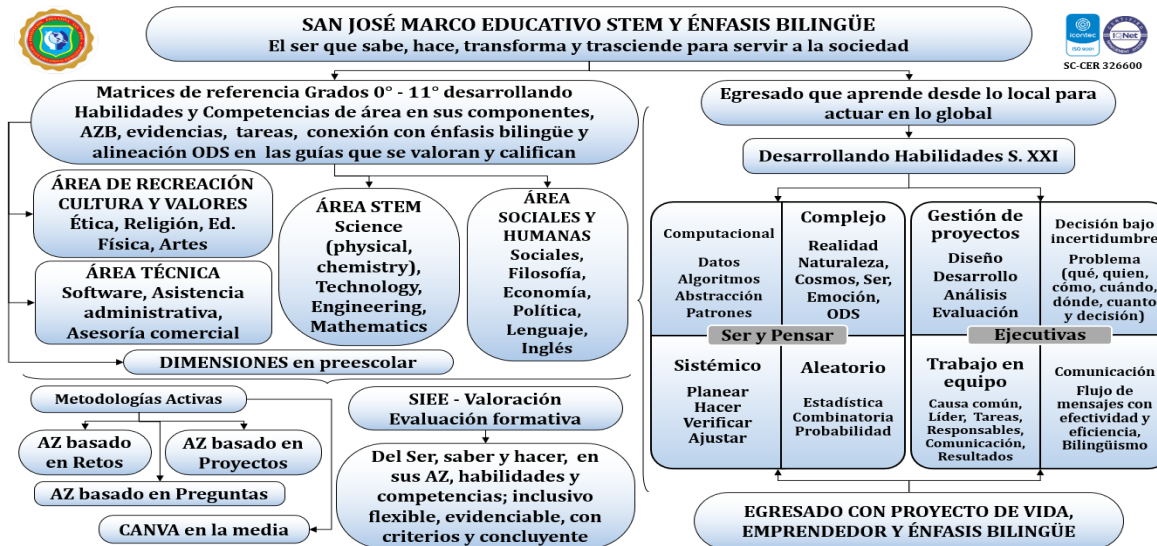 SAN JOSÉ MARCO EDUCATIVO STEM Y ÉNFASIS BILINGÜE
El ser que sabe, hace, transforma y trasciende para servir a la sociedad
icontec
ISO 9001
IQNet
SC-CER 326600
Matrices de referencia Grados 0° - 11° desarrollando
Habilidades y Competencias de área en sus componentes,
AZB, evidencias, tareas, conexión con énfasis bilingüe y
alineación ODS en las guías que se valoran y califican
ÁREA DE RECREACIÓN
CULTURA Y VALORES
Ética, Religión, Ed.
Física, Artes
ÁREA TÉCNICA
Software, Asistencia
administrativa,
Asesoría comercial
ÁREA STEM
Science
(physical,
chemistry),
Technology,
Engineering,
Mathematics
ÁREA
SOCIALES Y
HUMANAS
Sociales,
Filosofía,
Economía,
Política,
Lenguaje,
Inglés
DIMENSIONES en preescolar
Metodologías Activas
AZ basado
en Retos
AZ basado en
Proyectos
AZ basado en Preguntas
CANVA en la media
SIEE - Valoración
Evaluación formativa
Del Ser, saber y hacer, en
sus AZ, habilidades y
competencias; inclusivo
flexible, evidenciable, con
criterios y concluyente
Egresado que aprende desde lo local para
actuar en lo global
Desarrollando Habilidades S. XXI
Computacional
Datos
Algoritmos
Abstracción
Patrones
Complejo
Realidad
Naturaleza,
Cosmos, Ser,
Emoción,
ODS
Ser y Pensar
Sistémico
Planear
Hacer
Verificar
Ajustar
Aleatorio
Estadística
Combinatoria
Probabilidad
Gestión de
proyectos
Diseño
Desarrollo
Análisis
Evaluación
Decisión bajo
incertidumbre
Problema
(qué, quien,
cómo, cuándo,
dónde, cuanto
y decisión)
Ejecutivas
Trabajo en
equipo
Causa común,
Líder, Tareas,
Responsables,
Comunicación,
Resultados
Comunicación
Flujo de
mensajes con
efectividad y
eficiencia,
Bilingüismo
EGRESADO CON PROYECTO DE VIDA,
EMPRENDEDOR Y ÉNFASIS BILINGÜE